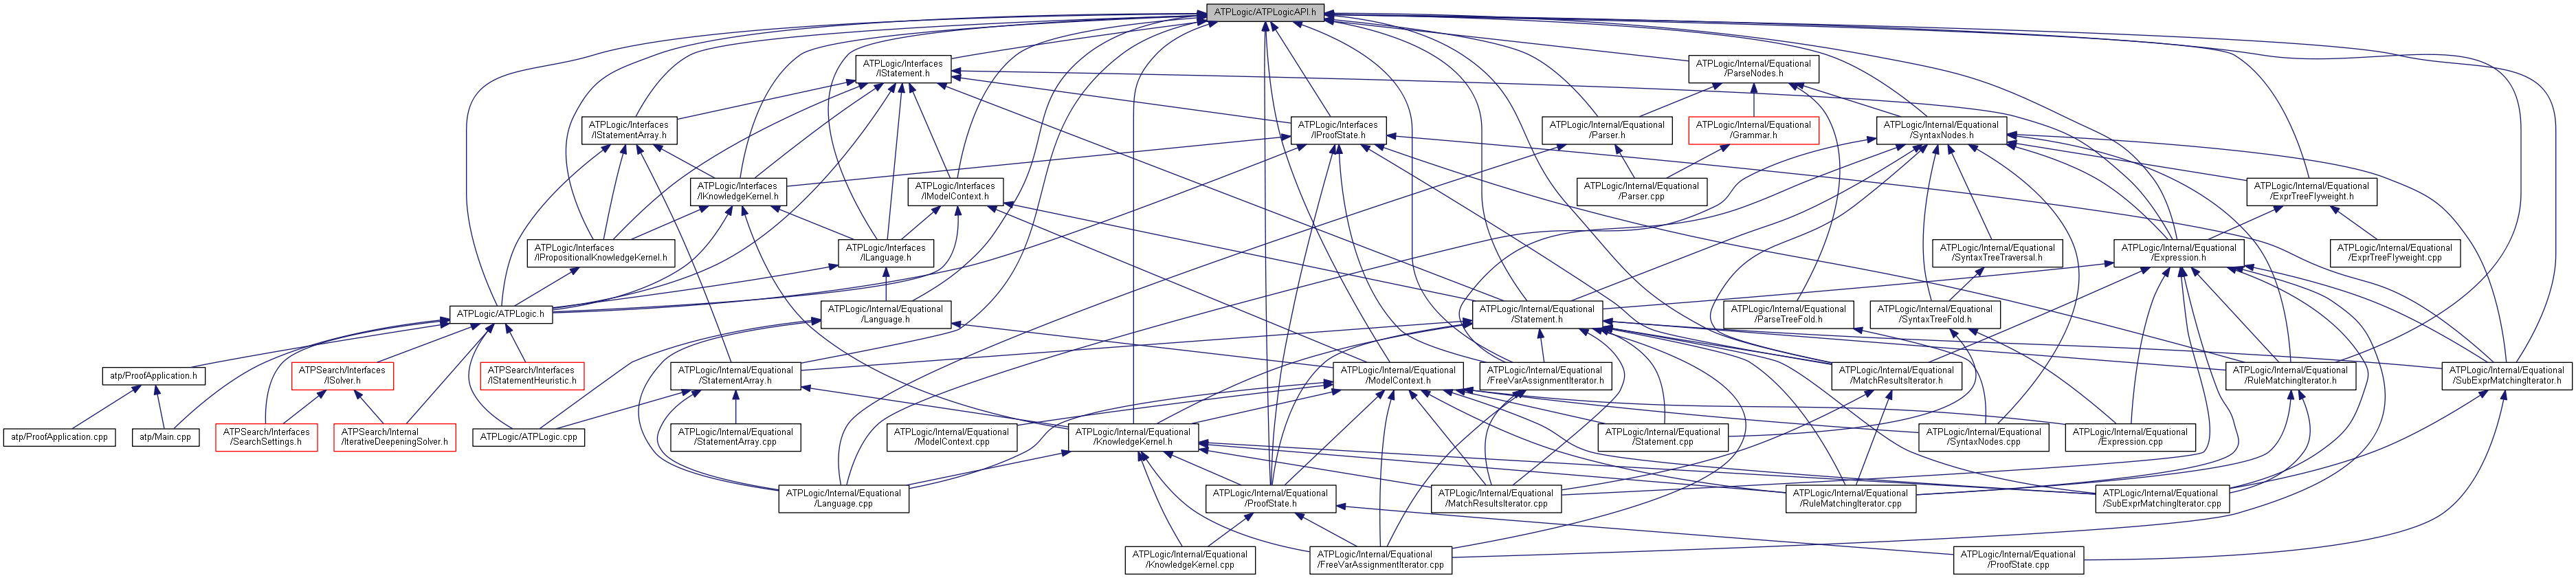 ATPLogic/ATPLogicAPI.h
ATPLogic/Interfaces
/IStatement.h
ATPLogic/Internal/Equational
/ParseNodes.h
ATPLogic/Interfaces
/IStatementArray.h
ATPLogic/Interfaces
/IProofState.h
ATPLogic/Internal/Equational
/Parser.h
ATPLogic/Internal/Equational
/Grammar.h
ATPLogic/Internal/Equational
/SyntaxNodes.h
ATPLogic/Interfaces
/IKnowledgeKernel.h
ATPLogic/Interfaces
/IModelContext.h
ATPLogic/Internal/Equational
/Parser.cpp
ATPLogic/Internal/Equational
/ExprTreeFlyweight.h
ATPLogic/Interfaces
/IPropositionalKnowledgeKernel.h
ATPLogic/Interfaces
/ILanguage.h
ATPLogic/Internal/Equational
/SyntaxTreeTraversal.h
ATPLogic/Internal/Equational
/Expression.h
ATPLogic/Internal/Equational
/ExprTreeFlyweight.cpp
ATPLogic/ATPLogic.h
ATPLogic/Internal/Equational
/Language.h
ATPLogic/Internal/Equational
/Statement.h
ATPLogic/Internal/Equational
/ParseTreeFold.h
ATPLogic/Internal/Equational
/SyntaxTreeFold.h
atp/ProofApplication.h
ATPSearch/Interfaces
/ISolver.h
ATPSearch/Interfaces
/IStatementHeuristic.h
ATPLogic/Internal/Equational
/StatementArray.h
ATPLogic/Internal/Equational
/ModelContext.h
ATPLogic/Internal/Equational
/FreeVarAssignmentIterator.h
ATPLogic/Internal/Equational
/MatchResultsIterator.h
ATPLogic/Internal/Equational
/RuleMatchingIterator.h
ATPLogic/Internal/Equational
/SubExprMatchingIterator.h
atp/ProofApplication.cpp
atp/Main.cpp
ATPSearch/Interfaces
/SearchSettings.h
ATPSearch/Internal
/IterativeDeepeningSolver.h
ATPLogic/ATPLogic.cpp
ATPLogic/Internal/Equational
/StatementArray.cpp
ATPLogic/Internal/Equational
/ModelContext.cpp
ATPLogic/Internal/Equational
/KnowledgeKernel.h
ATPLogic/Internal/Equational
/Statement.cpp
ATPLogic/Internal/Equational
/SyntaxNodes.cpp
ATPLogic/Internal/Equational
/Expression.cpp
ATPLogic/Internal/Equational
/Language.cpp
ATPLogic/Internal/Equational
/ProofState.h
ATPLogic/Internal/Equational
/MatchResultsIterator.cpp
ATPLogic/Internal/Equational
/RuleMatchingIterator.cpp
ATPLogic/Internal/Equational
/SubExprMatchingIterator.cpp
ATPLogic/Internal/Equational
/KnowledgeKernel.cpp
ATPLogic/Internal/Equational
/FreeVarAssignmentIterator.cpp
ATPLogic/Internal/Equational
/ProofState.cpp